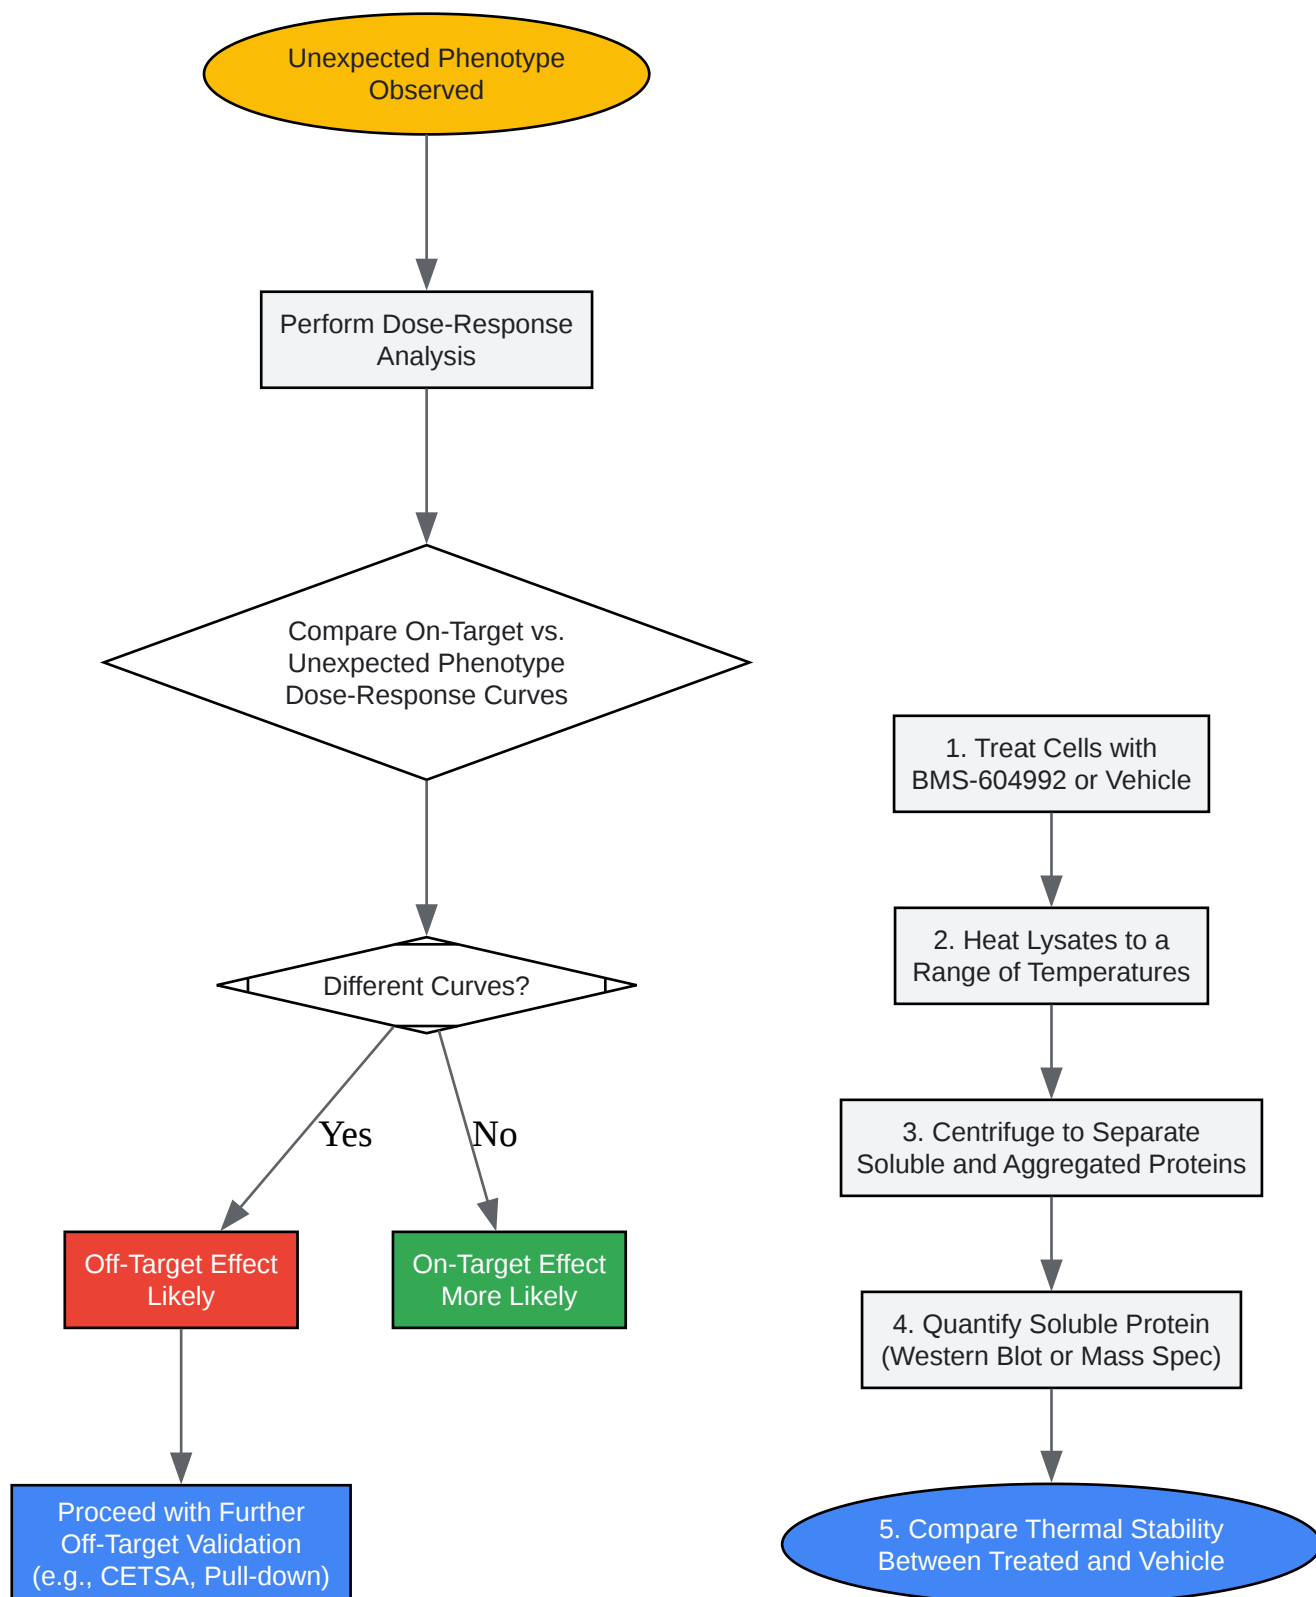 Unexpected Phenotype
Observed
Perform Dose-Response
Analysis
Compare On-Target vs.
Unexpected Phenotype
Dose-Response Curves
Different Curves?
Yes
No
Off-Target Effect
Likely
On-Target Effect
More Likely
Proceed with Further
Off-Target Validation
(e.g., CETSA, Pull-down)
1. Treat Cells with
BMS-604992 or Vehicle
2. Heat Lysates to a
Range of Temperatures
3. Centrifuge to Separate
Soluble and Aggregated Proteins
4. Quantify Soluble Protein
(Western Blot or Mass Spec)
5. Compare Thermal Stability
Between Treated and Vehicle